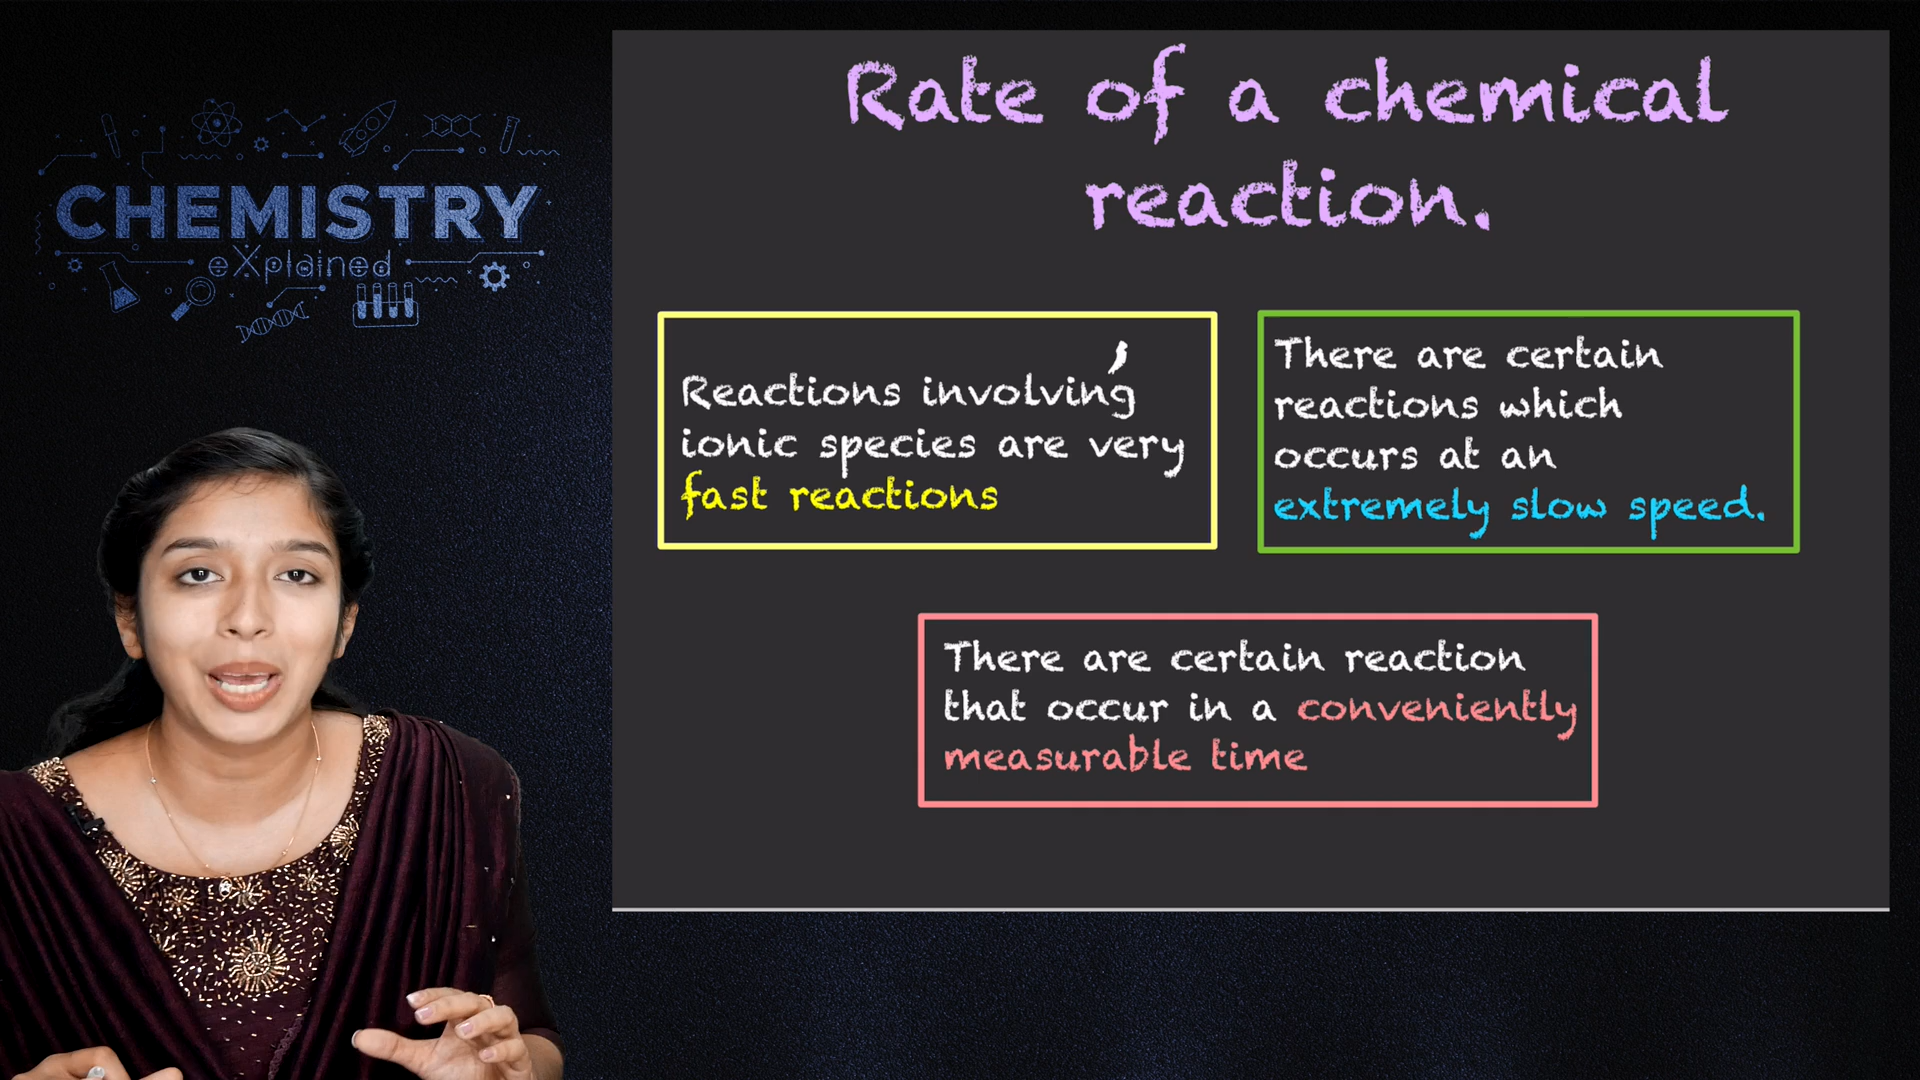 CHEMISTRY
eXplained
Rate of a chemical
reaction.
Reactions involving
ionic species are very
fast reactions
There are certain
reactions which
occurs at an
extremely slow speed.
There are certain reaction
that occur in a conveniently
measurable time